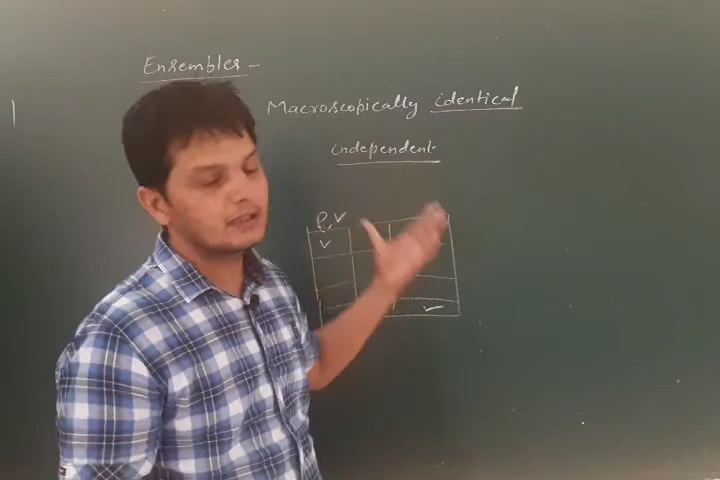 Ensembles -
Macroscopically identical
independent
P, V